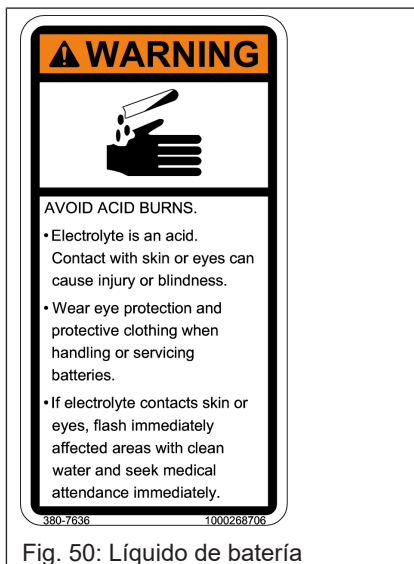 WARNING
AVOID ACID BURNS.
• Electrolyte is an acid.
Contact with skin or eyes can
cause injury or blindness.
• Wear eye protection and
protective clothing when
handling or servicing
batteries.
• If electrolyte contacts skin or
eyes, flash immediately
affected areas with clean
water and seek medical
attendance immediately.
380-7636 1000268706
Fig. 50: Líquido de batería